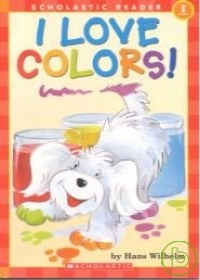 SCHOLASTIC READER
1
I LOVE
COLORS!
by Hans Wilhelm
SCHOLASTIC